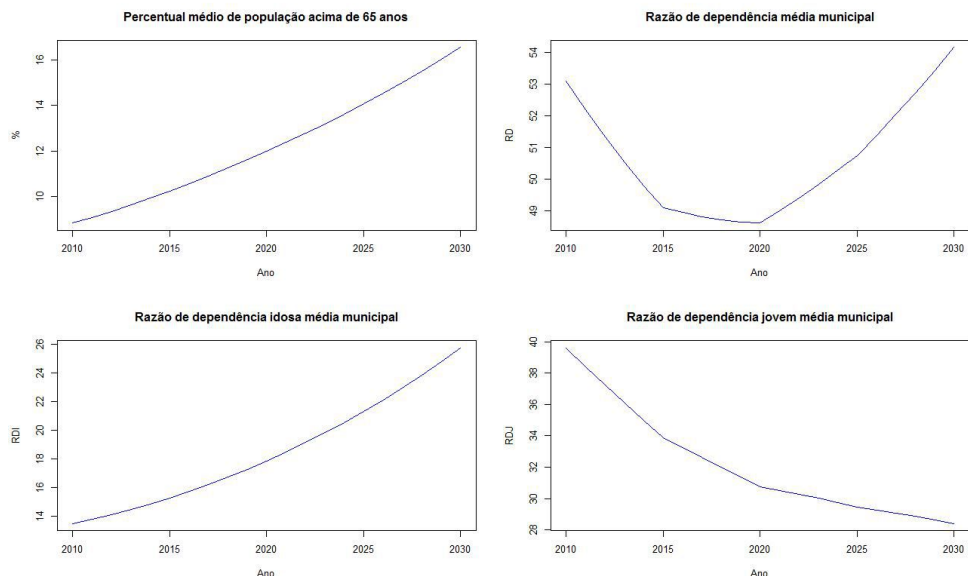 Percentual médio de população acima de 65 anos
%
16
14
12
10
2010 2015 2020 2025 2030
Ano
Razão de dependência média municipal
RD
54
53
52
51
50
49
2010 2015 2020 2025 2030
Ano
Razão de dependência idosa média municipal
RDI
26
24
22
20
18
16
14
2010 2015 2020 2025 2030
Ano
Razão de dependência jovem média municipal
RDJ
40
38
36
34
32
30
28
2010 2015 2020 2025 2030
Ano